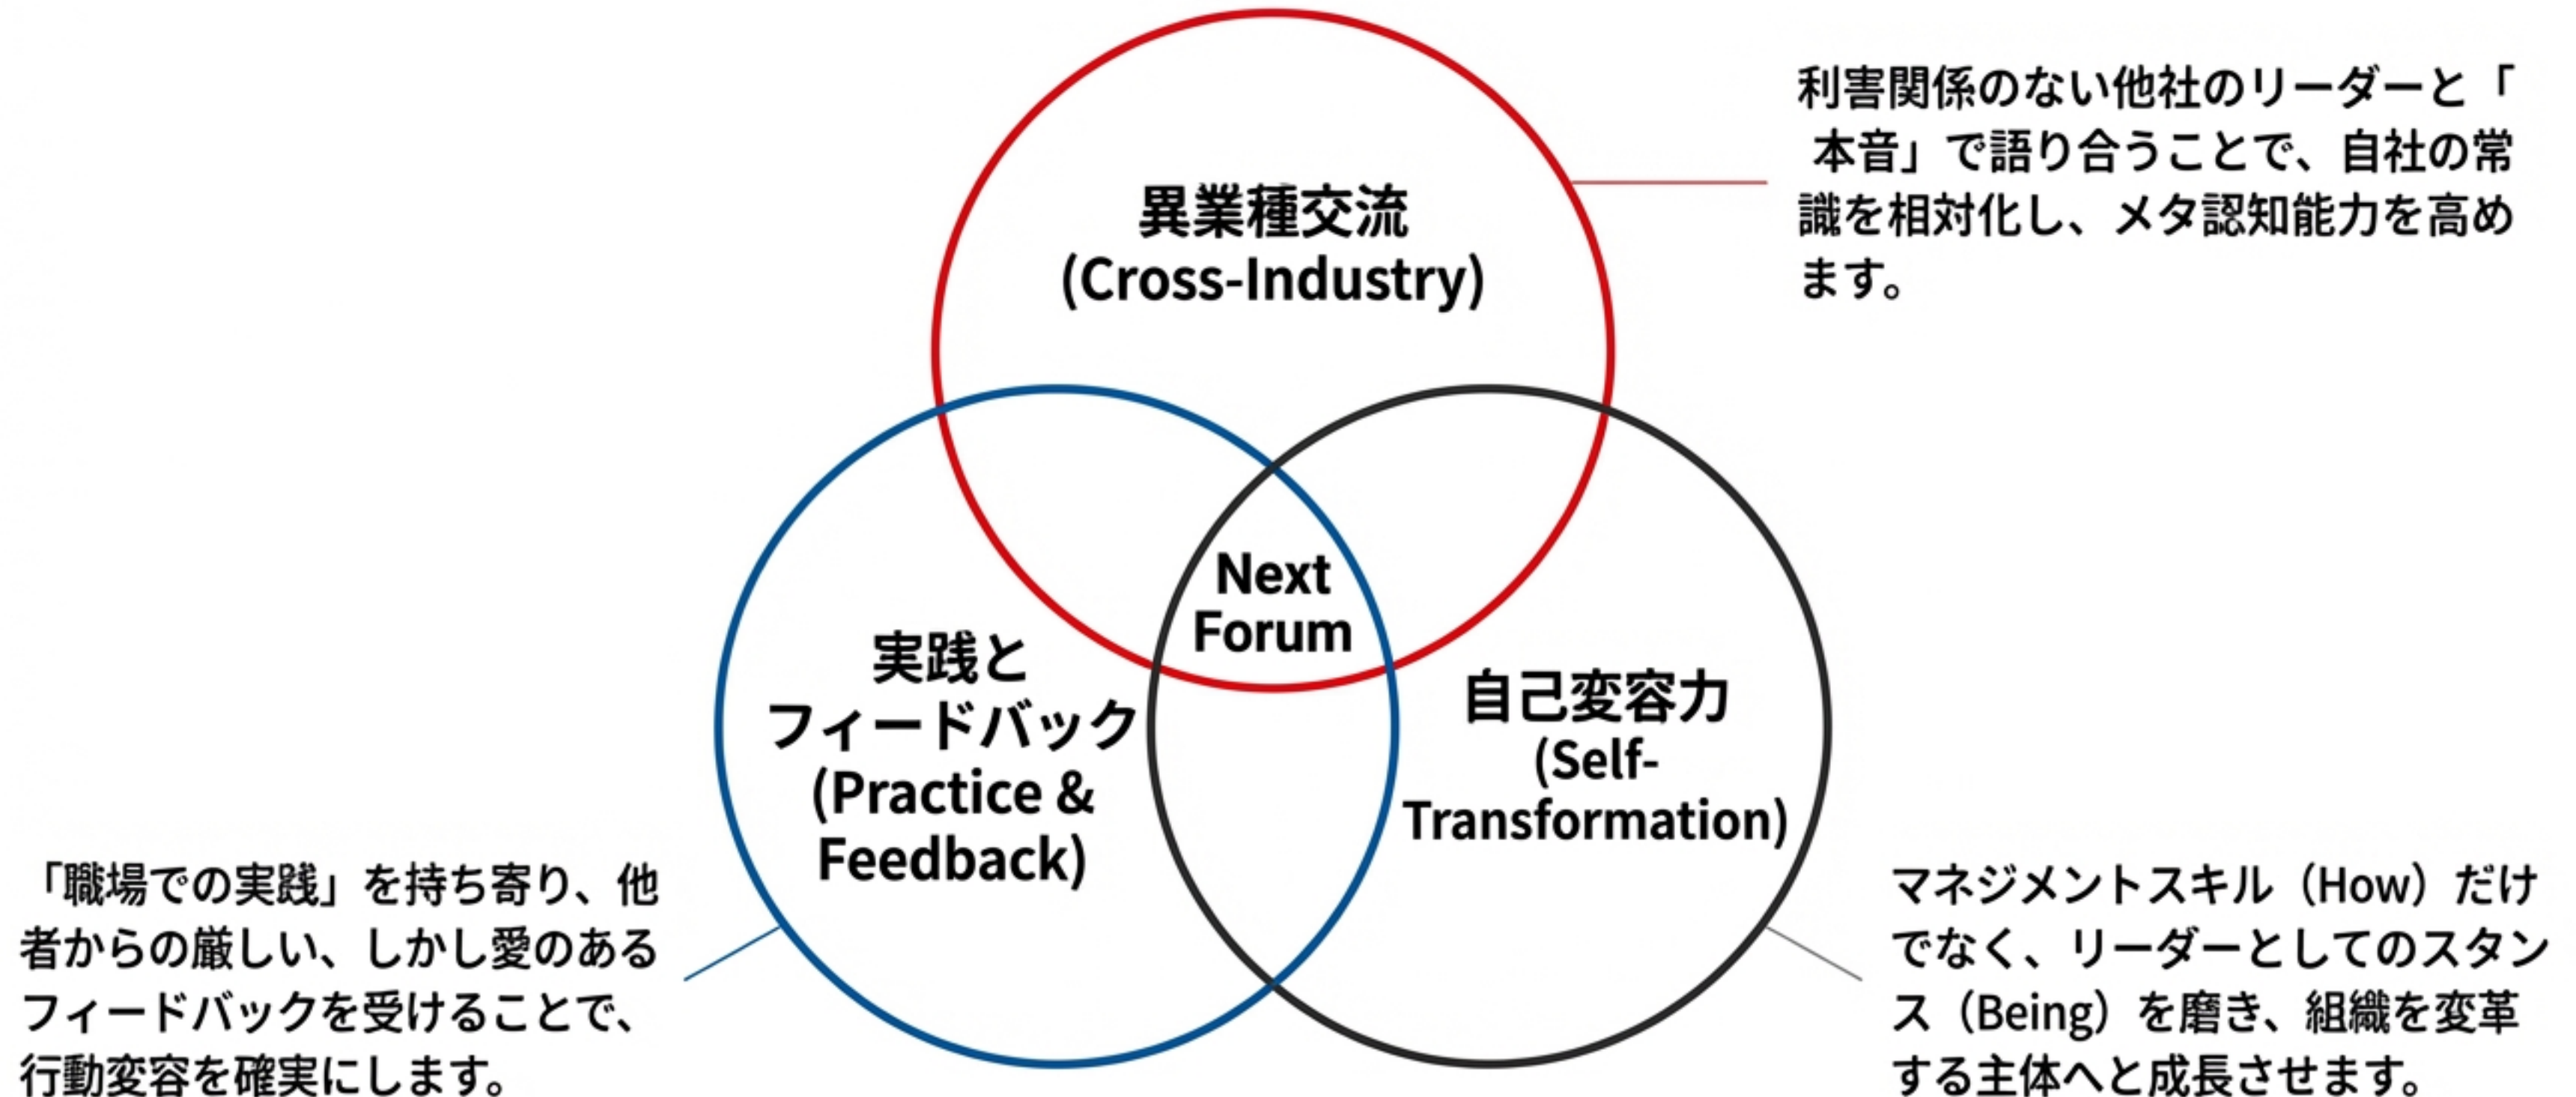 異業種交流
(Cross-Industry)
利害関係のない他社のリーダーと「
本音」で語り合うことで、自社の常
識を相対化し、メタ認知能力を高め
ます。
Next
Forum
実践と
フィードバック
(Practice &
Feedback)
自己変容力
(Self-
Transformation)
「職場での実践」を持ち寄り、他
者からの厳しい、しかし愛のある
フィードバックを受けることで、
行動変容を確実にします。
マネジメントスキル（How）だけ
でなく、リーダーとしてのスタン
ス（Being）を磨き、組織を変革
する主体へと成長させます。